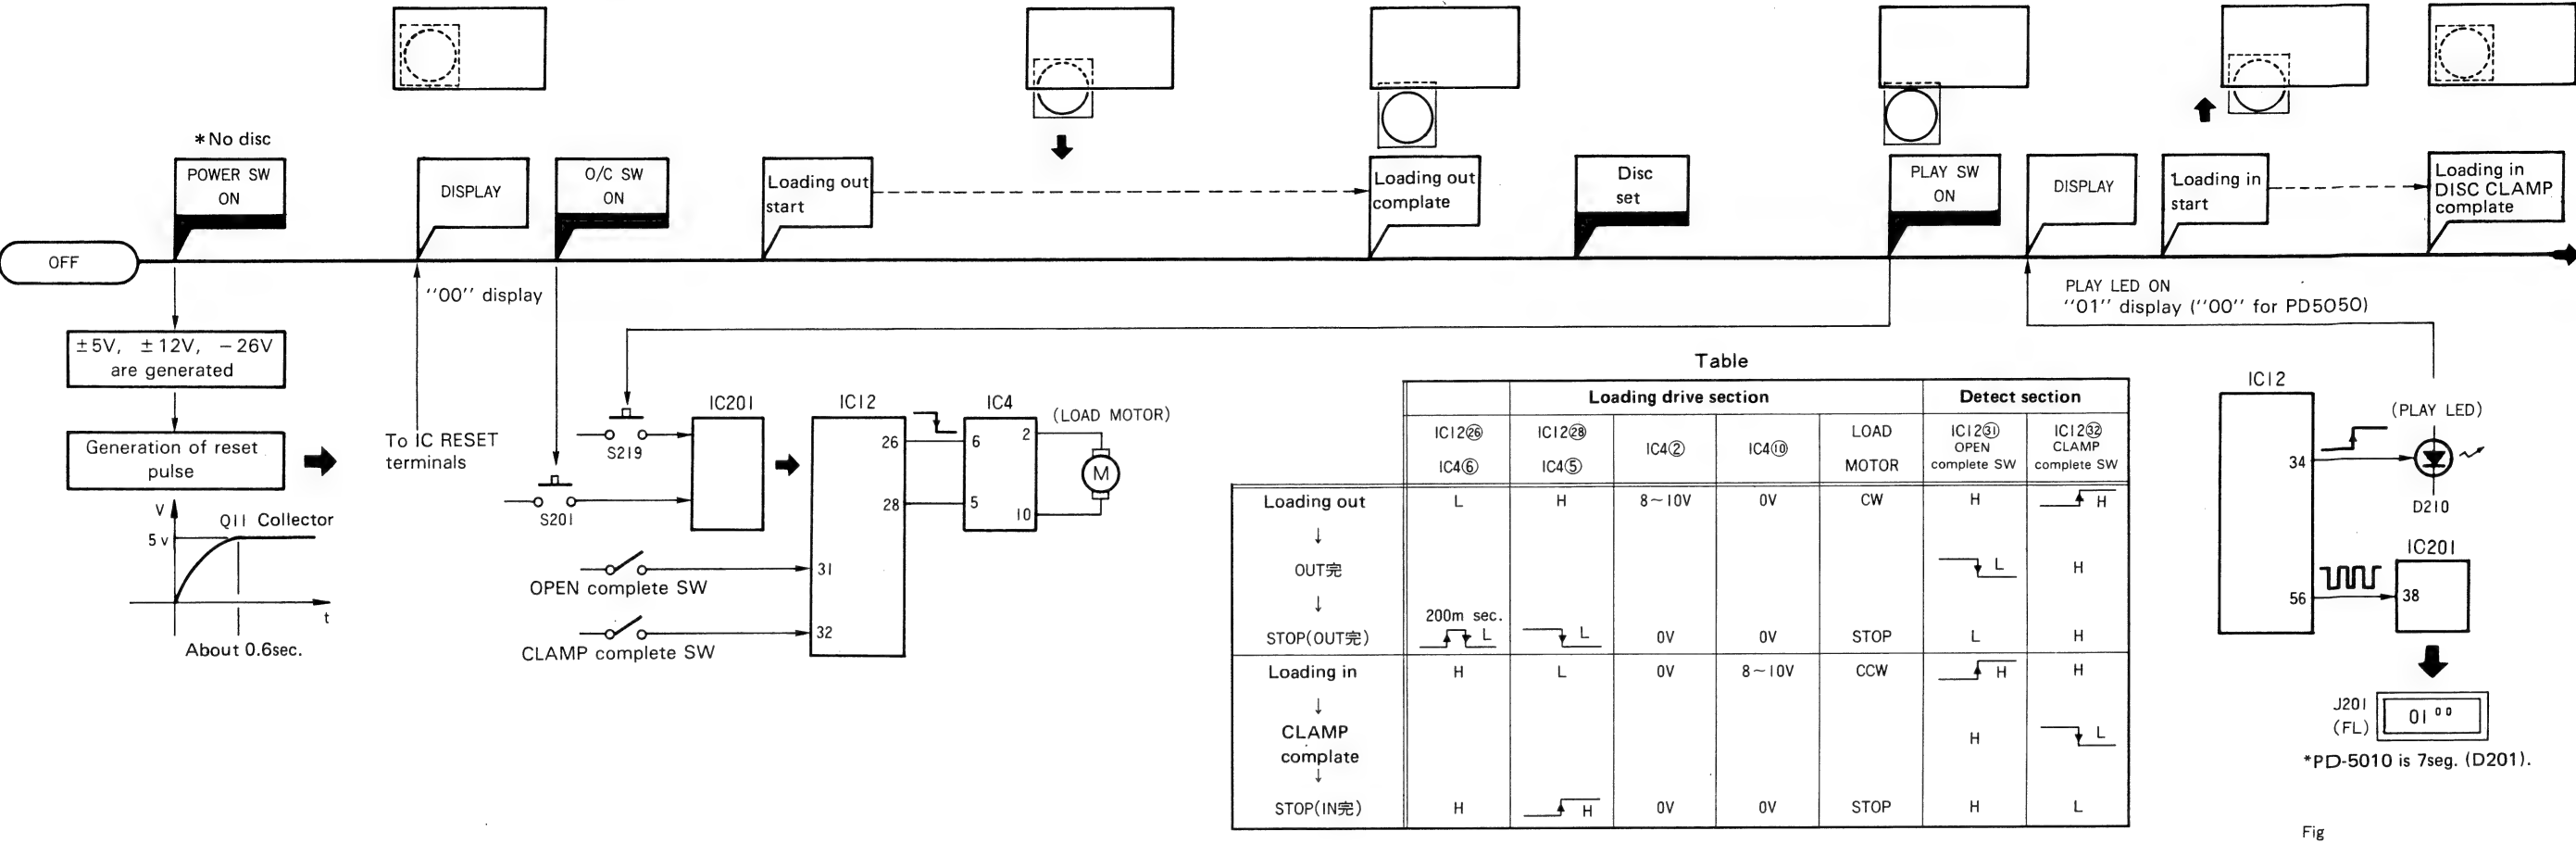 *No disc
POWER SW
ON
DISPLAY
O/C SW
ON
Loading out
start
Loading out
complate
Disc
set
PLAY SW
ON
DISPLAY
Loading in
start
Loading in
DISC CLAMP
complate
OFF
"00" display
PLAY LED ON
"01" display ("00" for PD5050)
±5V, ±12V, −26V
are generated
Generation of reset
pulse
To IC RESET
terminals
V
Q11 Collector
5v
t
About 0.6sec.
S219
S201
IC201
IC12
26
28
31
32
OPEN complete SW
CLAMP complete SW
IC4
6
5
2
10
(LOAD MOTOR)
M
Table
Loading drive section
Detect section
IC12㉖
IC4⑥
IC12㉘
IC4⑤
IC4②
IC4⑩
LOAD
MOTOR
IC12㉛
OPEN
complete SW
IC12㉜
CLAMP
complete SW
Loading out L H 8~10V 0V CW H H
↓
OUT完 L H
↓
200m sec.
STOP(OUT完) L L 0V 0V STOP L H
Loading in H L 0V 8~10V CCW H H
↓
CLAMP
complate
H L
↓
STOP(IN完) H H 0V 0V STOP H L
IC12
34
56
(PLAY LED)
D210
IC201
38
J201
(FL)
01 00
*PD-5010 is 7seg. (D201).
Fig